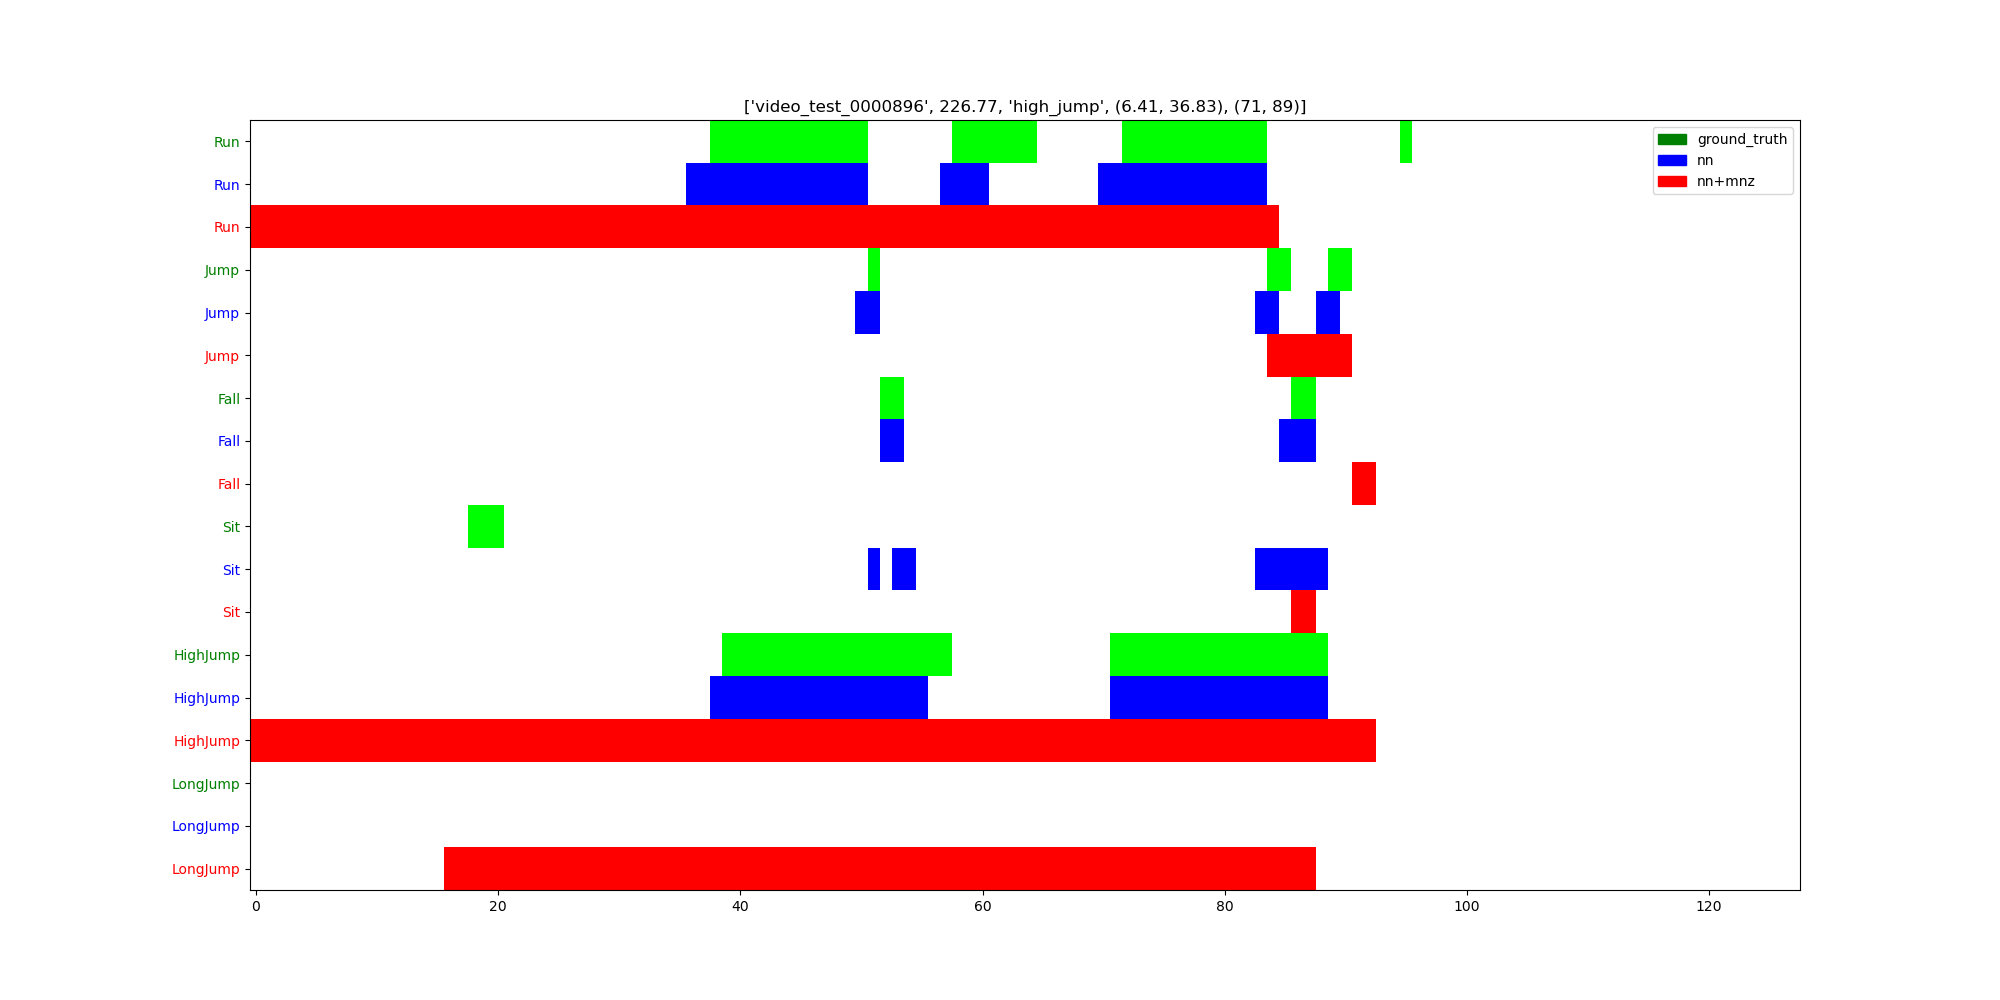 ['video_test_0000896', 226.77, 'high_jump', (6.41, 36.83), (71, 89)]
ground_truth
nn
nn+mnz
Run
Run
Run
Jump
Jump
Jump
Fall
Fall
Fall
Sit
Sit
Sit
HighJump
HighJump
HighJump
LongJump
LongJump
LongJump
0 20 40 60 80 100 120